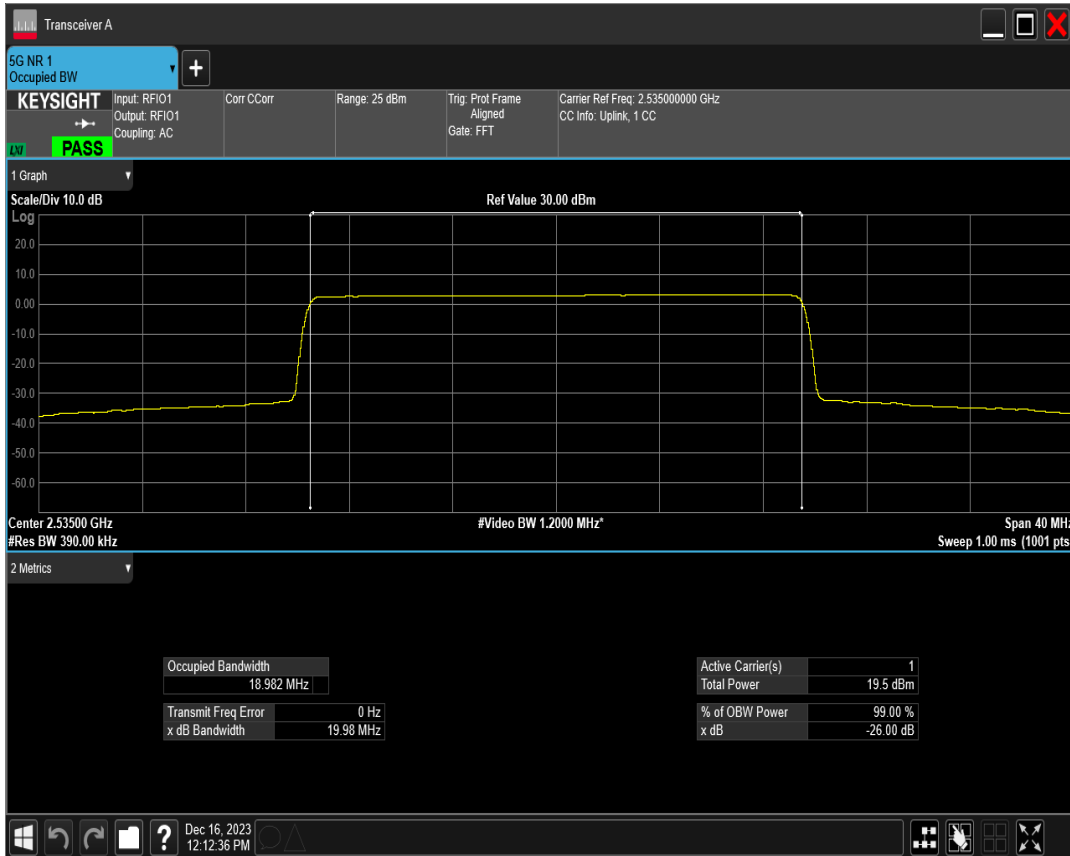 Transceiver A
5G NR 1
Occupied BW
+
KEYSIGHT
LXI
PASS
Input: RFIO1
Output: RFIO1
Coupling: AC
Corr CCorr
Range: 25 dBm
Trig: Prot Frame
Aligned
Gate: FFT
Carrier Ref Freq: 2.535000000 GHz
CC Info: Uplink, 1 CC
1 Graph
Scale/Div 10.0 dB
Ref Value 30.00 dBm
Log
20.0
10.0
0.00
-10.0
-20.0
-30.0
-40.0
-50.0
-60.0
Center 2.53500 GHz
#Video BW 1.2000 MHz*
Span 40 MHz
#Res BW 390.00 kHz
Sweep 1.00 ms (1001 pts
2 Metrics
Occupied Bandwidth
18.982 MHz
Transmit Freq Error 0 Hz
x dB Bandwidth 19.98 MHz
Active Carrier(s) 1
Total Power 19.5 dBm
% of OBW Power 99.00 %
x dB -26.00 dB
?
Dec 16, 2023
12:12:36 PM